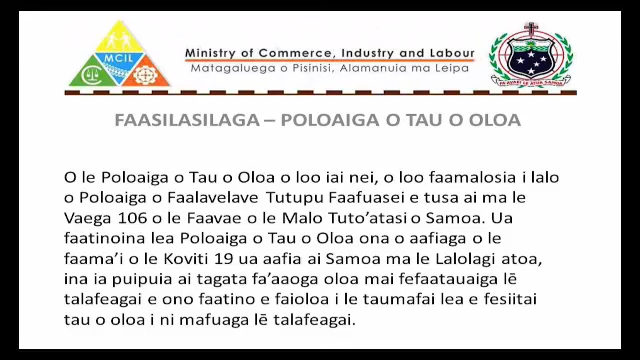 MCIL
Ministry of Commerce, Industry and Labour
Matagaluega o Pisinisi, Alamanuia ma Leipa
FAAVAE I LE ATUA SAMOA
FAASILASILAGA – POLOAIGA O TAU O OLOA
O le Poloaiga o Tau o Oloa o loo iai nei, o loo faamalosia i lalo
o Poloaiga o Faalavelave Tutupu Faafuasei e tusa ai ma le
Vaega 106 o le Faavae o le Malo Tuto’atasi o Samoa. Ua
faatinoina lea Poloaiga o Tau o Oloa ona o aafiaga o le
faama’i o le Koviti 19 ua aafia ai Samoa ma le Lalolagi atoa,
ina ia puipuia ai tagata fa’aaoga oloa mai fefaatauaiga lē
talafeagai e ono faatino e faioloa i le taumafai lea e fesiitai
tau o oloa i ni mafuaga lē talafeagai.